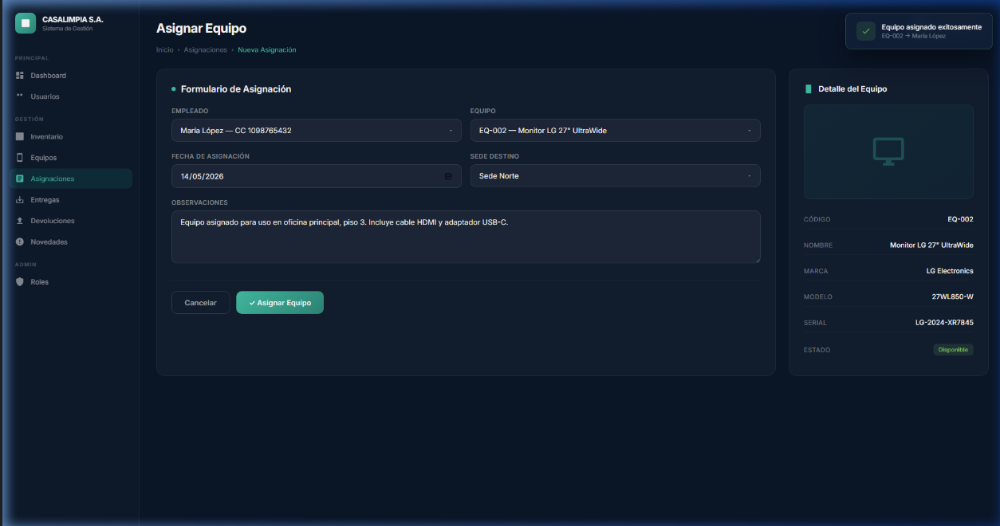 CASALIMPIA S.A.
Sistema de Gestión
PRINCIPAL
Dashboard
Usuarios
GESTIÓN
Inventario
Equipos
Asignaciones
Entregas
Devoluciones
Novedades
ADMIN
Roles
Asignar Equipo
Inicio › Asignaciones › Nueva Asignación
Equipo asignado exitosamente
EQ-002 → María López
Formulario de Asignación
EMPLEADO
María López — CC 1098765432
EQUIPO
EQ-002 — Monitor LG 27" UltraWide
FECHA DE ASIGNACIÓN
14/05/2026
SEDE DESTINO
Sede Norte
OBSERVACIONES
Equipo asignado para uso en oficina principal, piso 3. Incluye cable HDMI y adaptador USB-C.
Cancelar
✓ Asignar Equipo
Detalle del Equipo
CÓDIGO EQ-002
NOMBRE Monitor LG 27" UltraWide
MARCA LG Electronics
MODELO 27WL850-W
SERIAL LG-2024-XR7845
ESTADO Disponible